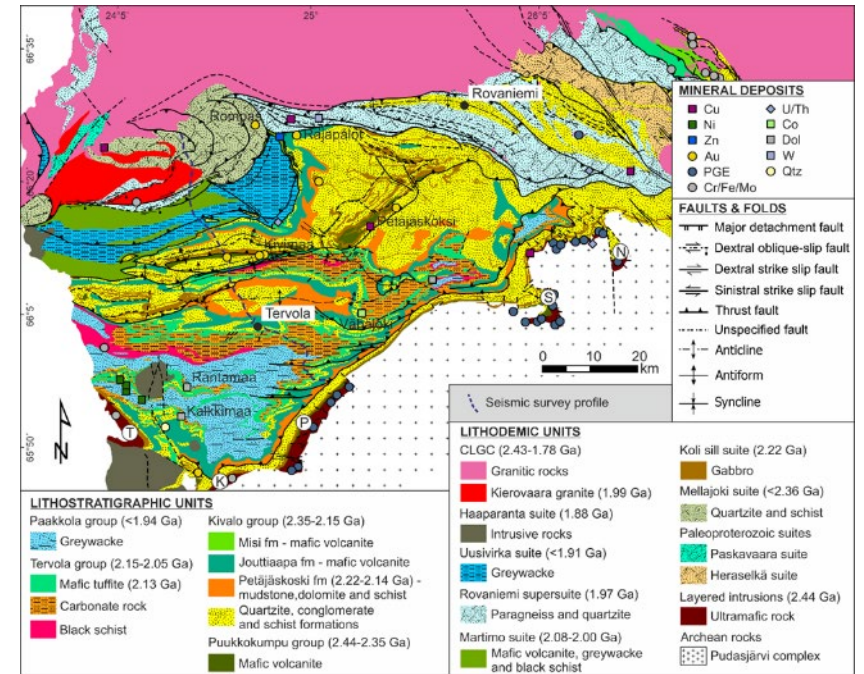 24°5"
25
26°5
66°35
66°20
66°5
65°50
Rovaniemi
Rompas
Rajapalot
Petäjäskoksi
Kivimaa
Tervola
Vähäjoki
Rantamaa
Kalkkimaa
N
S
P
T
K
N
0 10 20
km
MINERAL DEPOSITS
Cu
Ni
Zn
Au
PGE
Cr/Fe/Mo
U/Th
Co
Dol
W
Qtz
FAULTS & FOLDS
Major detachment fault
Dextral oblique-slip fault
Dextral strike slip fault
Sinistral strike slip fault
Thrust fault
Unspecified fault
Anticline
Antiform
Syncline
Seismic survey profile
LITHOSTRATIGRAPHIC UNITS
Paakkola group (<1.94 Ga)
Greywacke
Tervola group (2.15-2.05 Ga)
Mafic tuffite (2.13 Ga)
Carbonate rock
Black schist
Kivalo group (2.35-2.15 Ga)
Misi fm - mafic volcanite
Jouttiaapa fm - mafic volcanite
Petäjäskoski fm (2.22-2.14 Ga) -
mudstone,dolomite and schist
Quartzite, conglomerate
and schist formations
Puukkokumpu group (2.44-2.35 Ga)
Mafic volcanite
LITHODEMIC UNITS
CLGC (2.43-1.78 Ga)
Granitic rocks
Kierovaara granite (1.99 Ga)
Haaparanta suite (1.88 Ga)
Intrusive rocks
Uusivirka suite (<1.91 Ga)
Greywacke
Rovaniemi supersuite (1.97 Ga)
Paragneiss and quartzite
Martimo suite (2.08-2.00 Ga)
Mafic volcanite, greywacke
and black schist
Koli sill suite (2.22 Ga)
Gabbro
Mellajoki suite (<2.36 Ga)
Quartzite and schist
Paleoproterozoic suites
Paskavaara suite
Heraselkä suite
Layered intrusions (2.44 Ga)
Ultramafic rock
Archean rocks
Pudasjärvi complex